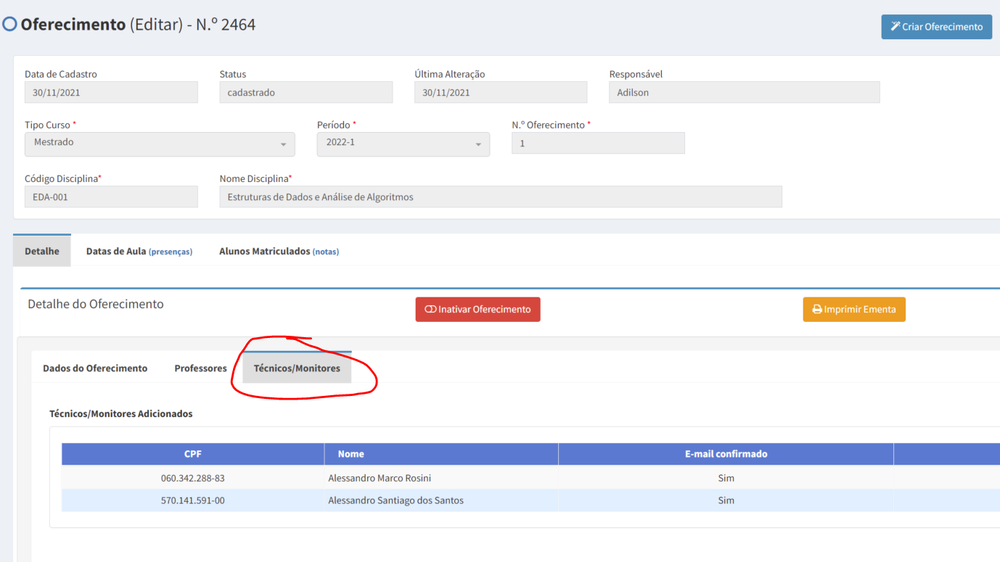 Oferecimento (Editar) - N.º 2464
Criar Oferecimento
Data de Cadastro Status Última Alteração Responsável
30/11/2021 cadastrado 30/11/2021 Adilson
Tipo Curso * Período * N.º Oferecimento *
Mestrado 2022-1 1
Código Disciplina* Nome Disciplina*
EDA-001 Estruturas de Dados e Análise de Algoritmos
Detalhe Datas de Aula (presenças) Alunos Matriculados (notas)
Detalhe do Oferecimento Inativar Oferecimento Imprimir Ementa
Dados do Oferecimento Professores Técnicos/Monitores
Técnicos/Monitores Adicionados
CPF Nome E-mail confirmado
060.342.288-83 Alessandro Marco Rosini Sim
570.141.591-00 Alessandro Santiago dos Santos Sim